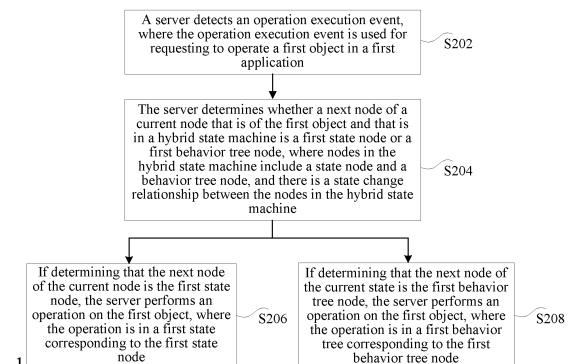 A server detects an operation execution event,
where the operation execution event is used for
requesting to operate a first object in a first
application
S202
The server determines whether a next node of a
current node that is of the first object and that is
in a hybrid state machine is a first state node or a
first behavior tree node, where nodes in the
hybrid state machine include a state node and a
behavior tree node, and there is a state change
relationship between the nodes in the hybrid state
machine
S204
If determining that the next node
of the current node is the first state
node, the server performs an
operation on the first object, where
the operation is in a first state
corresponding to the first state
node
S206
If determining that the next node of
the current state is the first behavior
tree node, the server performs an
operation on the first object, where
the operation is in a first behavior
tree corresponding to the first
behavior tree node
S208
1